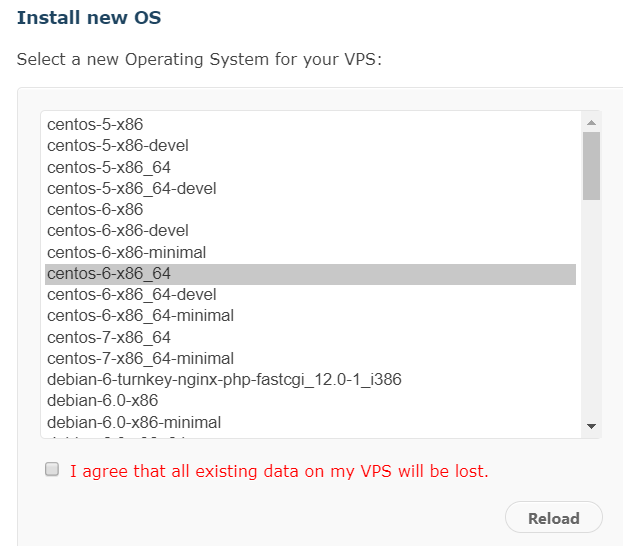 Install new OS
Select a new Operating System for your VPS:
centos-5-x86
centos-5-x86-devel
centos-5-x86_64
centos-5-x86_64-devel
centos-6-x86
centos-6-x86-devel
centos-6-x86-minimal
centos-6-x86_64
centos-6-x86_64-devel
centos-6-x86_64-minimal
centos-7-x86_64
centos-7-x86_64-minimal
debian-6-turnkey-nginx-php-fastcgi_12.0-1_i386
debian-6.0-x86
debian-6.0-x86-minimal
I agree that all existing data on my VPS will be lost.
Reload